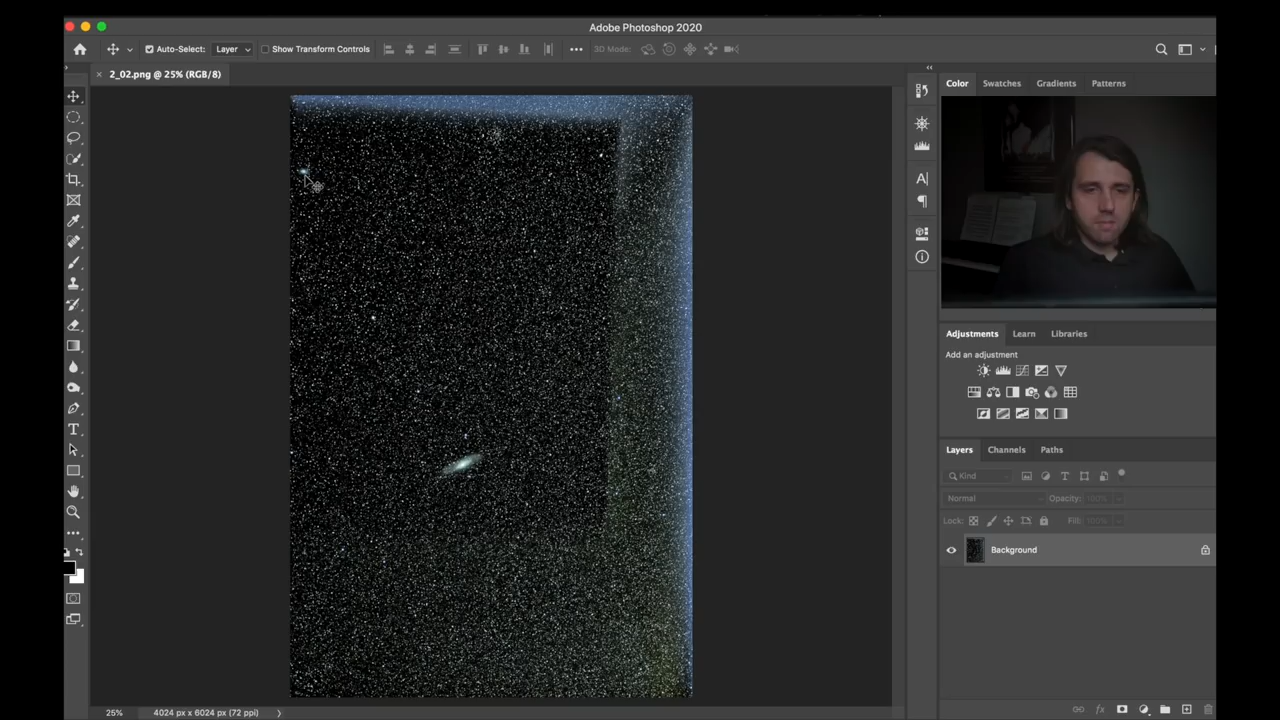 Adobe Photoshop 2020
Auto-Select: Layer Show Transform Controls 3D Mode:
2_02.png @ 25% (RGB/8)
Color Swatches Gradients Patterns
Adjustments Learn Libraries
Add an adjustment
Layers Channels Paths
Kind
Normal Opacity: 100%
Lock: Fill: 100%
Background
25% 4024 px x 6024 px (72 ppi)